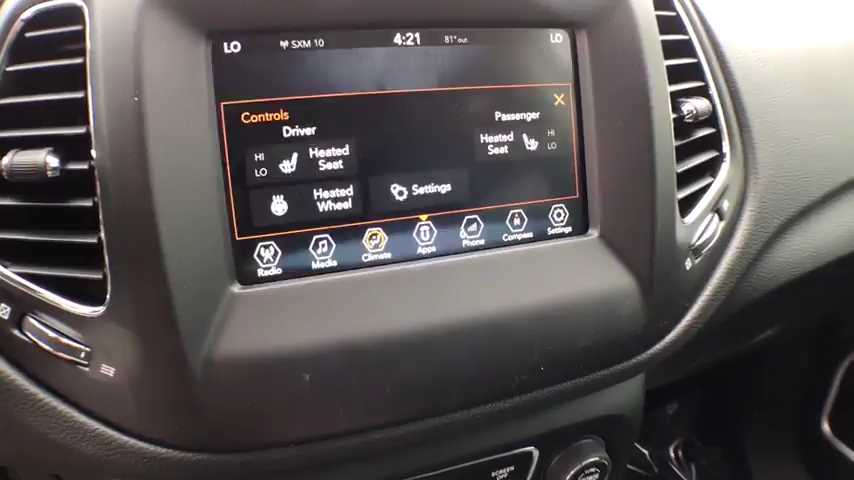 LO SXM 10 4:21 81° out LO
Controls
Driver
Passenger
HI
LO
Heated
Seat
Heated
Seat
HI
LO
Heated
Wheel
Settings
Radio Media Climate Apps Phone Compass Settings
SCREEN
OFF